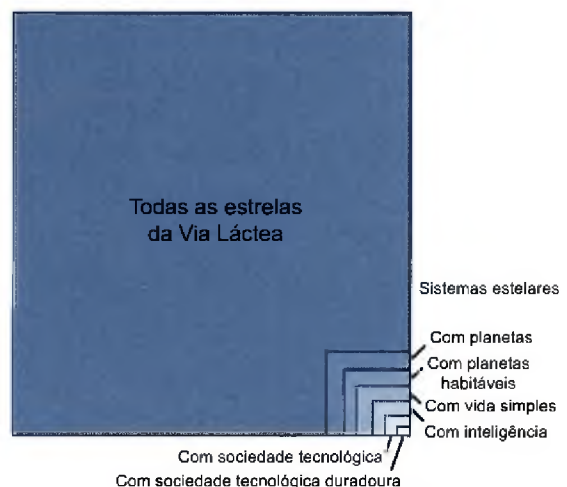 Todas as estrelas
da Via Láctea
Sistemas estelares
Com planetas
Com planetas
habitáveis
Com vida simples
Com inteligência
Com sociedade tecnológica
Com sociedade tecnológica duradoura